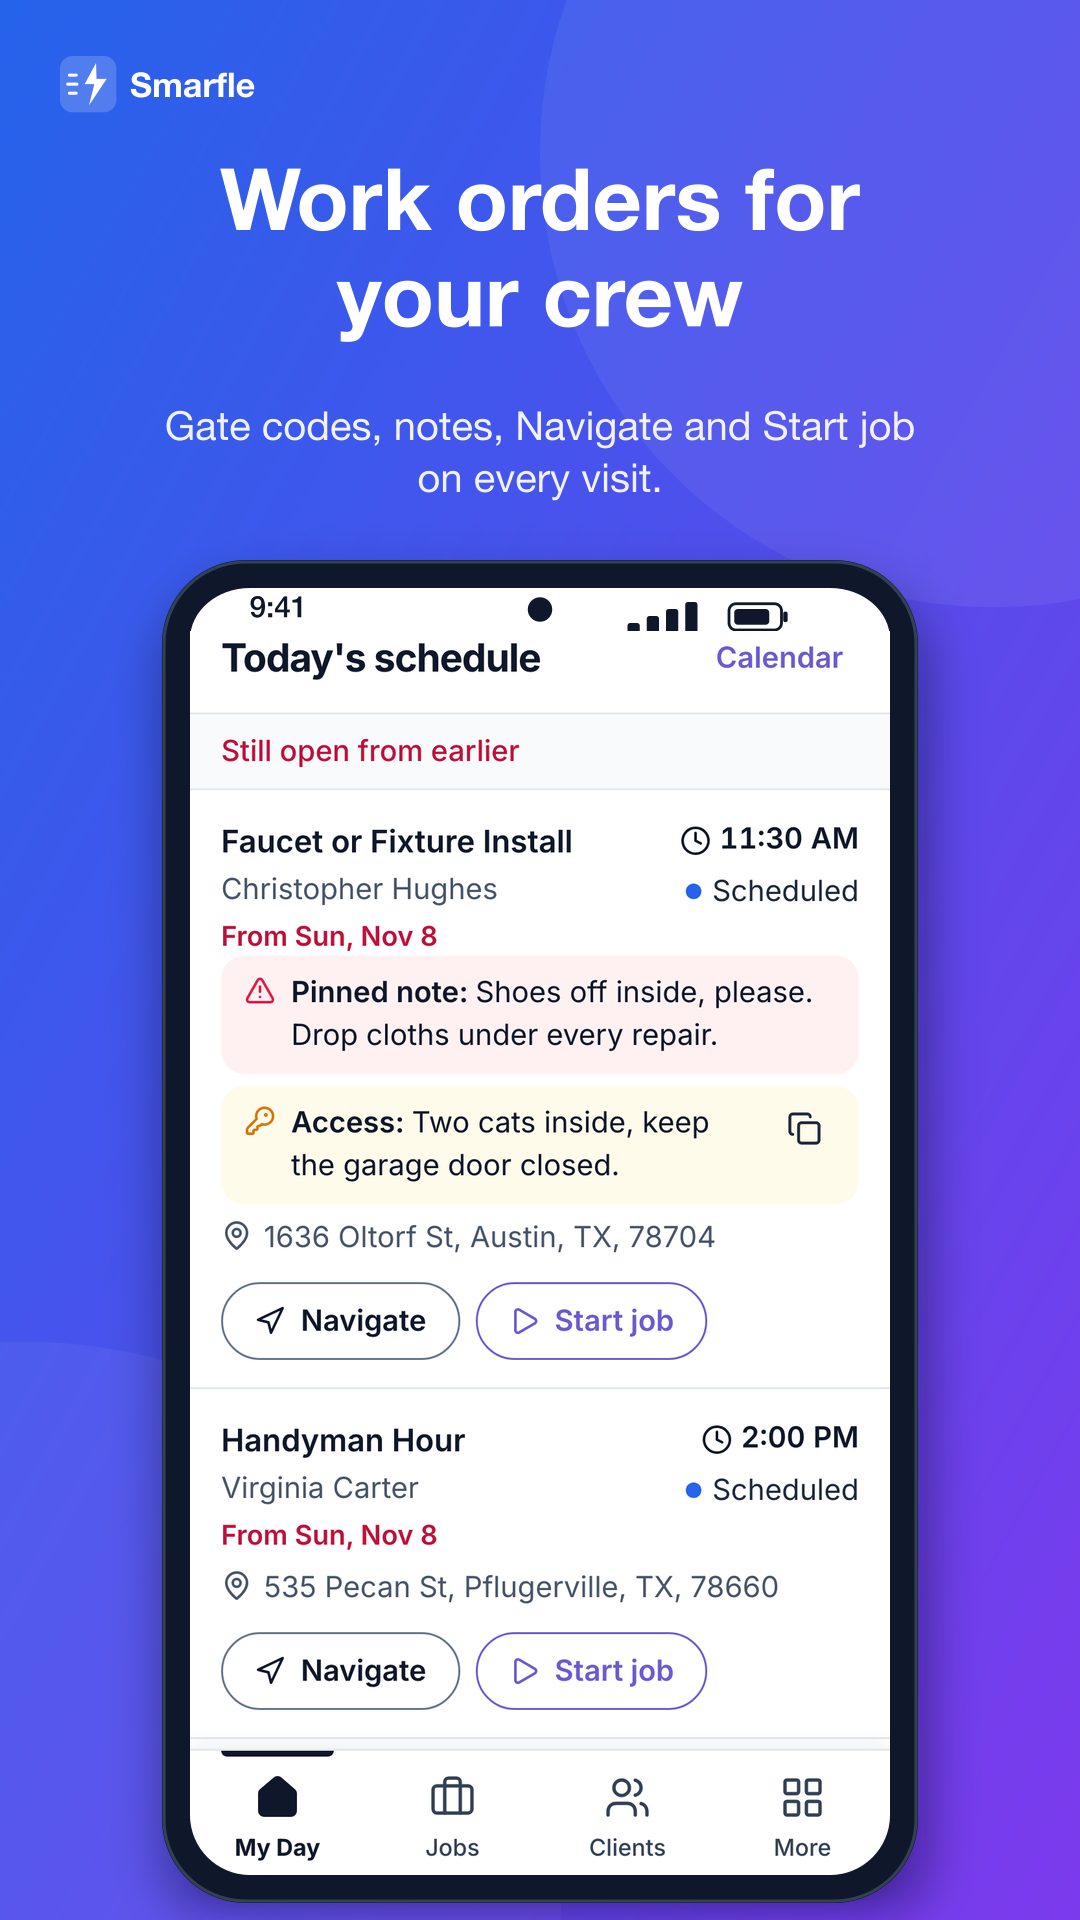 Smarfle
Work orders for
your crew
Gate codes, notes, Navigate and Start job
on every visit.
9:41
Today's schedule
Calendar
Still open from earlier
Faucet or Fixture Install
11:30 AM
Christopher Hughes
Scheduled
From Sun, Nov 8
Pinned note: Shoes off inside, please.
Drop cloths under every repair.
Access: Two cats inside, keep
the garage door closed.
1636 Oltorf St, Austin, TX, 78704
Navigate
Start job
Handyman Hour
2:00 PM
Virginia Carter
Scheduled
From Sun, Nov 8
535 Pecan St, Pflugerville, TX, 78660
Navigate
Start job
My Day
Jobs
Clients
More